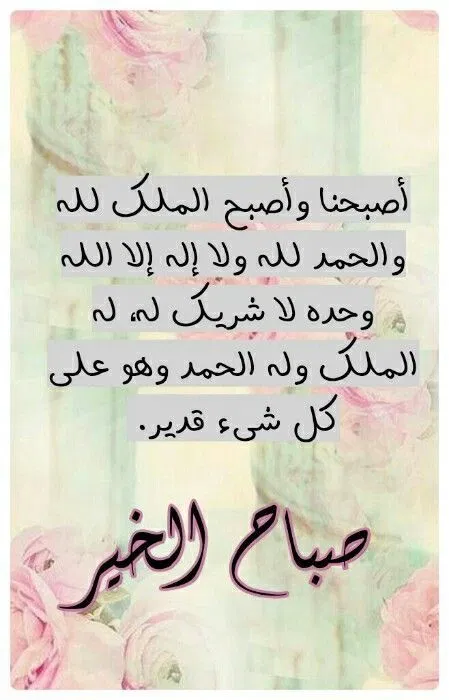 أصبحنا وأصبح الملك لله
والحمد لله ولا إله إلا الله
وحده لا شريك له، له
الملك وله الحمد وهو على
كل شيء قدير.
صباح الخير